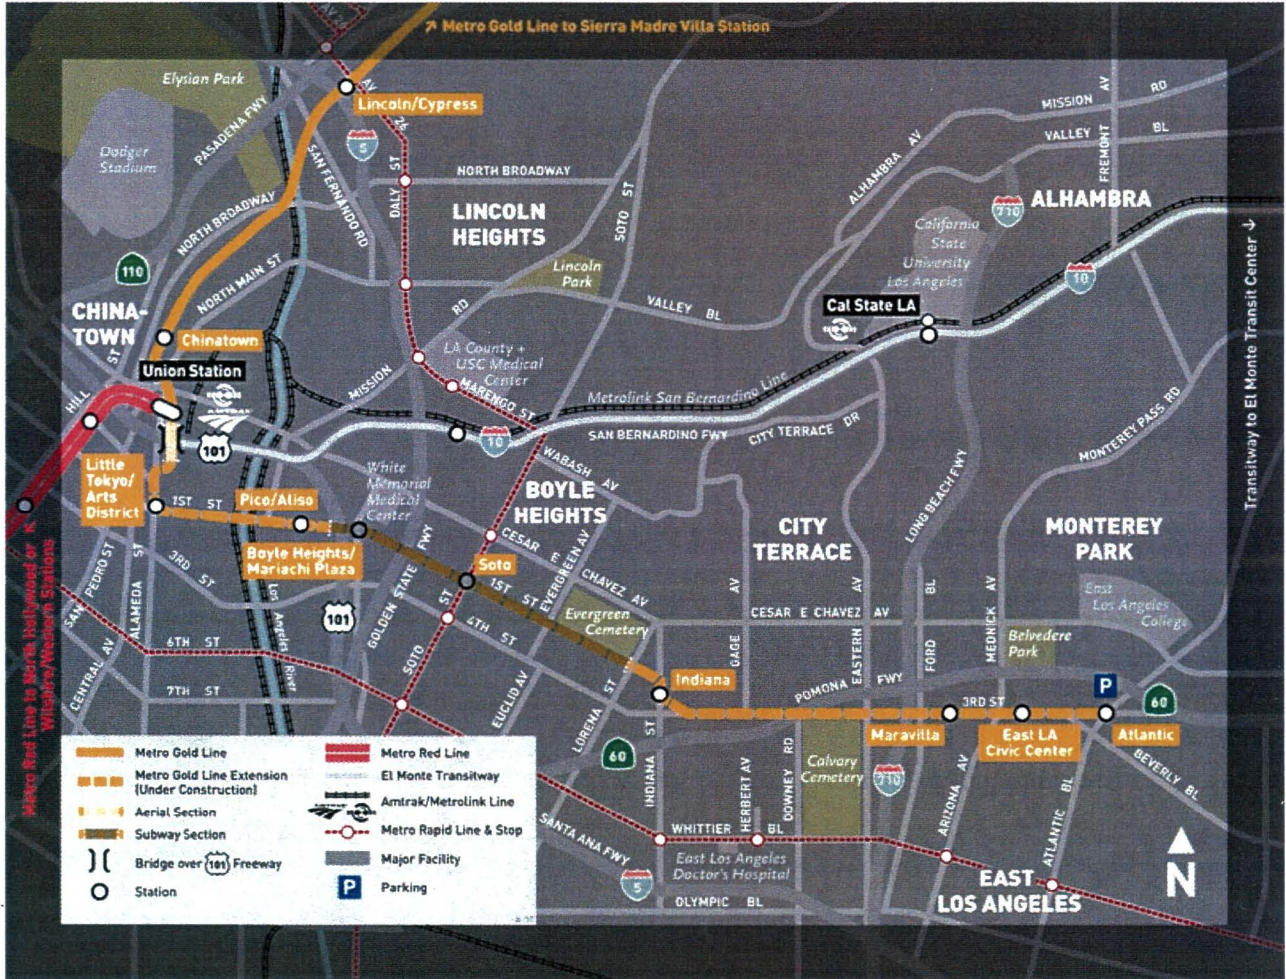 ↗ Metro Gold Line to Sierra Madre Villa Station
AV 26
Elysian Park
Lincoln/Cypress
AV 26
PASADENA FWY
5
Dodger
Stadium
SAN FERNANDO RD
DALY ST
NORTH BROADWAY
NORTH BROADWAY
LINCOLN
HEIGHTS
SOTO ST
MISSION RD
VALLEY BL
FREMONT AV
ALHAMBRA AV
710
ALHAMBRA
California
State
University
Los Angeles
10
110
NORTH MAIN ST
Lincoln
Park
VALLEY BL
Cal State LA
Transitway to El Monte Transit Center ↓
CHINA-
TOWN
Chinatown
Union Station
HILL ST
AMTRAK
101
MISSION RD
LA County +
USC Medical
Center
MARENGO ST
Metrolink San Bernardino Line
10
SAN BERNARDINO FWY
CITY TERRACE DR
MONTEREY PASS RD
Little
Tokyo/
Arts
District
1ST ST
Pico/Aliso
White
Memorial
Medical
Center
WABASH AV
BOYLE
HEIGHTS
CITY
TERRACE
LONG BEACH FWY
MONTEREY
PARK
Boyle Heights/
Mariachi Plaza
Soto
CESAR E CHAVEZ AV
1ST ST
EVERGREEN AV
GOLDEN STATE FWY
3RD ST
SAN PEDRO ST
ALAMEDA ST
Los Angeles River
101
Evergreen
Cemetery
CESAR E CHAVEZ AV
East
Los Angeles
College
Belvedere
Park
4TH ST
SOTO ST
6TH ST
7TH ST
CENTRAL AV
EUCLID AV
LORENA ST
Indiana
GAGE AV
EASTERN AV
FORD BL
MEDNICK AV
POMONA FWY
3RD ST
P
60
Maravilla
East LA
Civic Center
Atlantic
Metro Red Line to North Hollywood or
Wilshire/Western Stations
60
INDIANA ST
HERBERT AV
DOWNEY RD
Calvary
Cemetery
710
ARIZONA AV
ATLANTIC BL
BEVERLY BL
SANTA ANA FWY
5
WHITTIER BL
East Los Angeles
Doctor's Hospital
OLYMPIC BL
EAST
LOS ANGELES
N
Metro Gold Line
Metro Gold Line Extension
(Under Construction)
Aerial Section
Subway Section
Bridge over 101 Freeway
Station
Metro Red Line
El Monte Transitway
Amtrak/Metrolink Line
Metro Rapid Line & Stop
Major Facility
P Parking